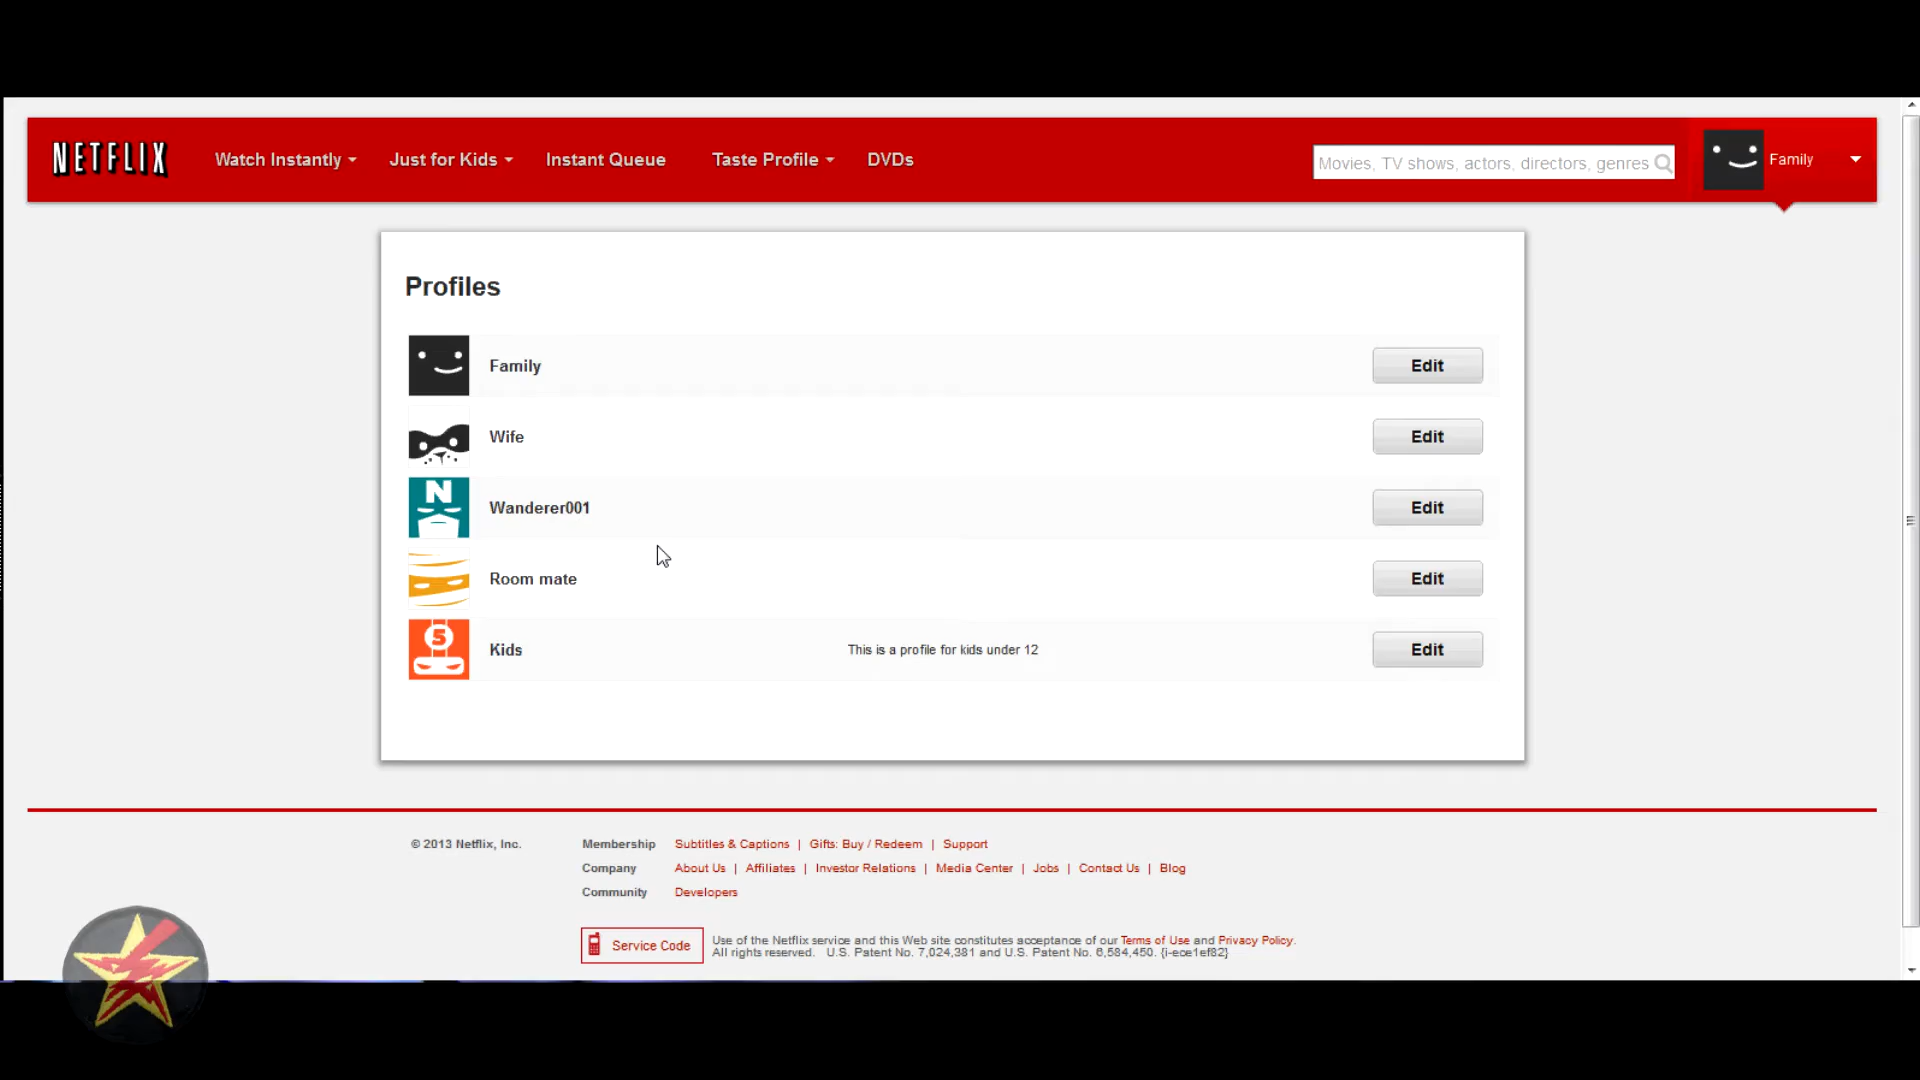 NETFLIX Watch Instantly Just for Kids Instant Queue Taste Profile DVDs Movies, TV shows, actors, directors, genres Family
Profiles
Family Edit
Wife Edit
N
Wanderer001 Edit
Room mate Edit
5
Kids This is a profile for kids under 12 Edit
© 2013 Netflix, Inc. Membership Subtitles & Captions | Gifts: Buy / Redeem | Support
Company About Us | Affiliates | Investor Relations | Media Center | Jobs | Contact Us | Blog
Community Developers
Service Code Use of the Netflix service and this Web site constitutes acceptance of our Terms of Use and Privacy Policy.
All rights reserved. U.S. Patent No. 7,024,381 and U.S. Patent No. 6,584,450. {i-ece1ef82}